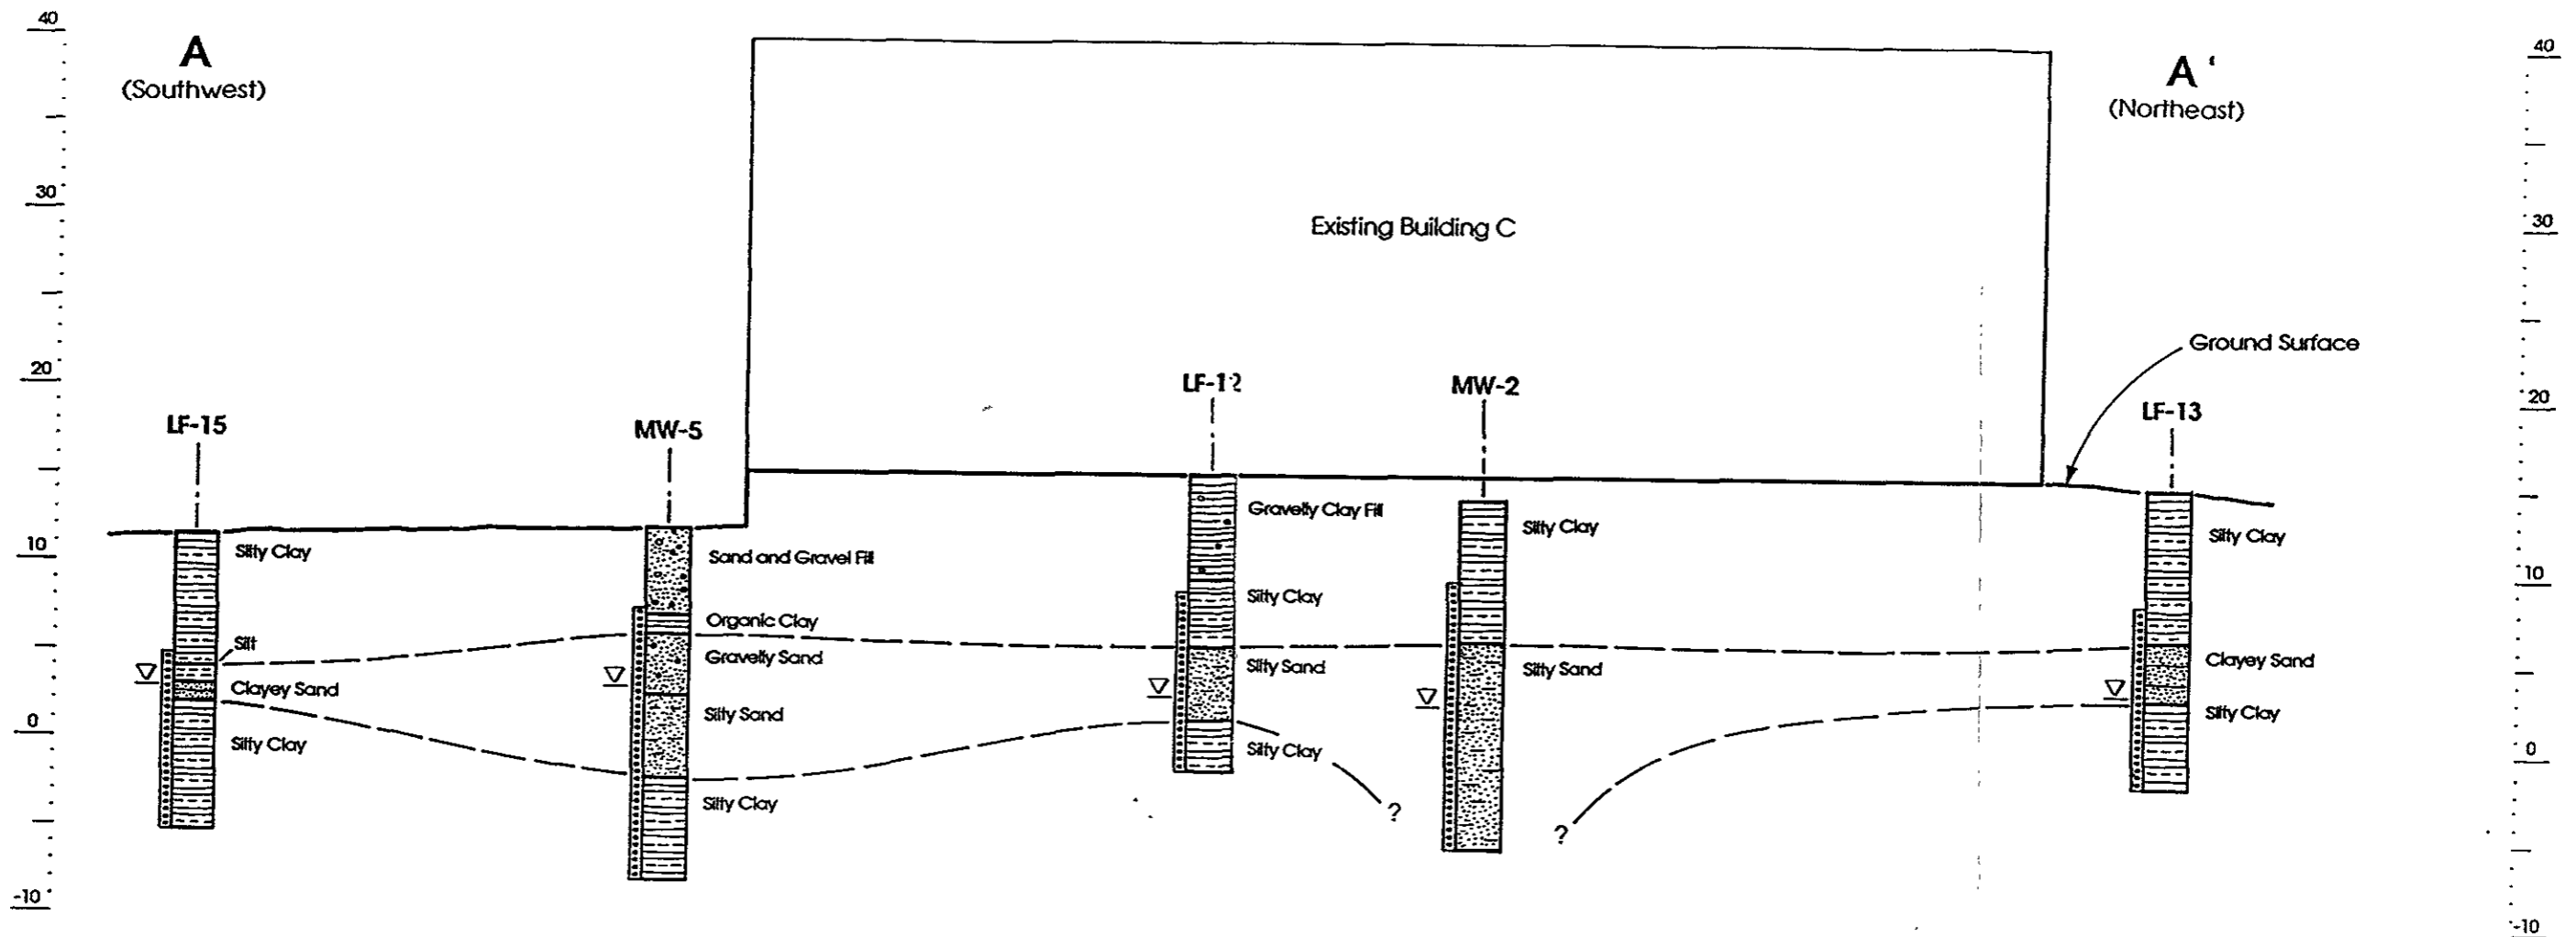 40
A
(Southwest)
30
20
10
0
-10
Existing Building C
A'
(Northeast)
40
30
20
10
0
-10
Ground Surface
LF-15
Silty Clay
Silt
Clayey Sand
Silty Clay
MW-5
Sand and Gravel Fill
Organic Clay
Gravelly Sand
Silty Sand
Silty Clay
LF-12
Gravelly Clay Fill
Silty Clay
Silty Sand
Silty Clay
?
MW-2
Silty Clay
Silty Sand
?
LF-13
Silty Clay
Clayey Sand
Silty Clay